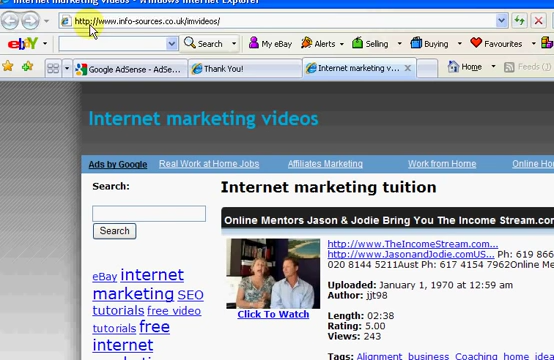 Internet marketing videos - Windows Internet Explorer
http://www.info-sources.co.uk/imvideos/
ebY Search My eBay Alerts Selling Buying Favourites
Google AdSense - AdSe... Thank You! Internet marketing v... Home Feeds (J)
Internet marketing videos
Ads by Google Real Work at Home Jobs Affiliates Marketing Work from Home Online Ho
Search:
Internet marketing tuition
Search
Online Mentors Jason & Jodie Bring You The Income Stream.com
http://www.TheIncomeStream.com...
http://www.JasonandJodie.comUS... Ph: 619 866
020 8144 5211Aust Ph: 617 4154 7962Online Me
Uploaded: January 1, 1970 at 12:59 am
Author: jjt98
Click To Watch
Length: 02:38
Rating: 5.00
Views: 243
Tags: Alignment business Coaching home ideal
eBay internet
marketing SEO
tutorials free video
tutorials free
internet